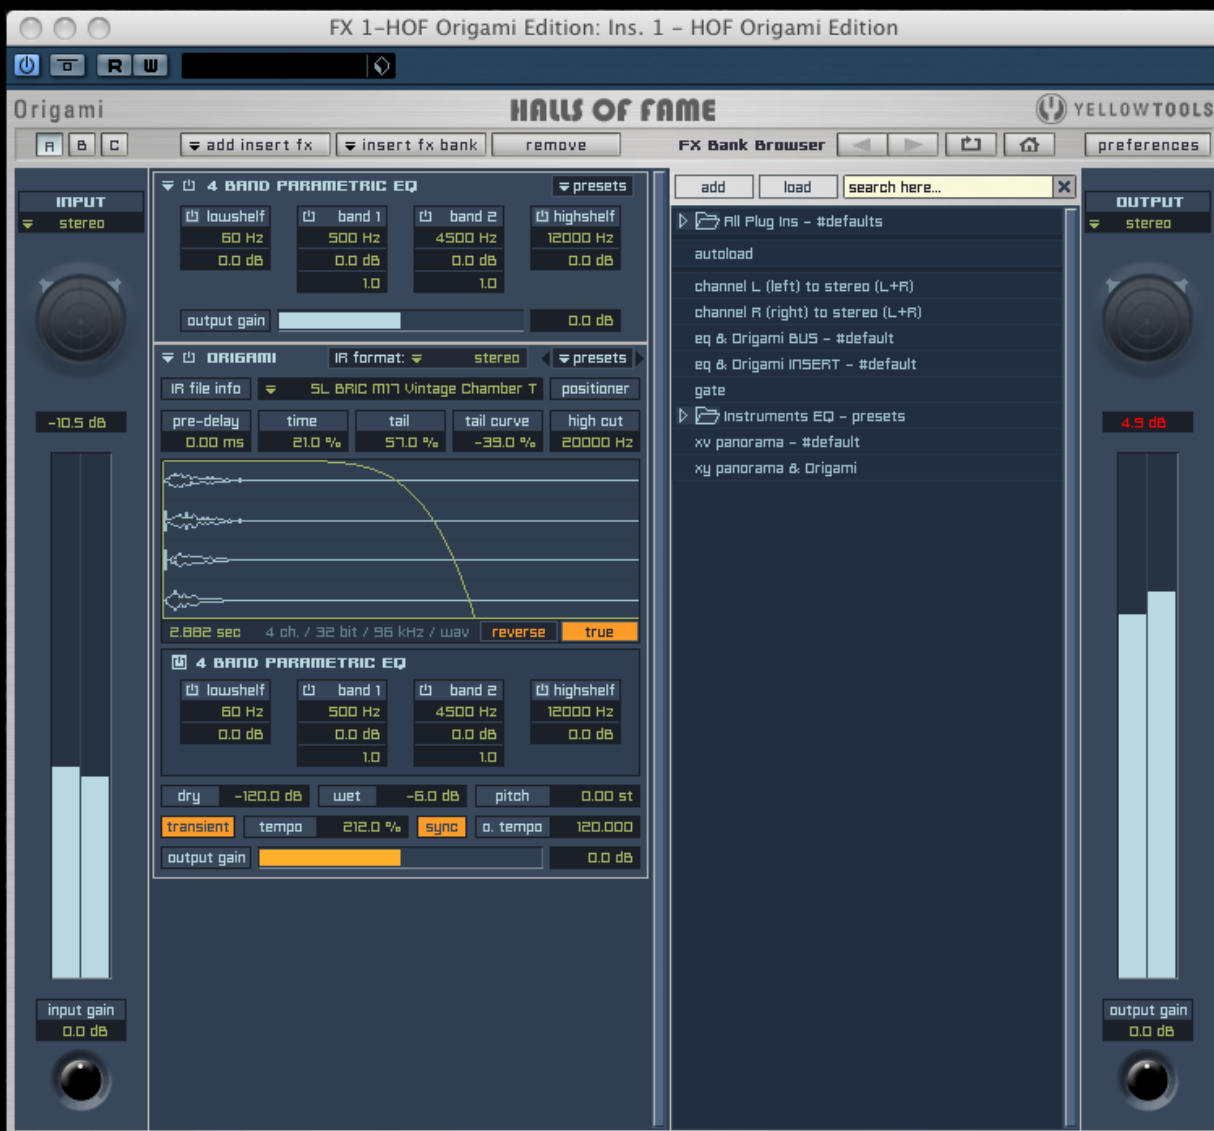 FX 1-HOF Origami Edition: Ins. 1 - HOF Origami Edition
R W
Origami HALLS OF FAME YELLOWTOOLS
A B C add insert fx insert fx bank remove FX Bank Browser preferences
INPUT
stereo
-10.5 dB
input gain
0.0 dB
4 BAND PARAMETRIC EQ presets
lowshelf band 1 band 2 highshelf
60 Hz 500 Hz 4500 Hz 12000 Hz
0.0 dB 0.0 dB 0.0 dB 0.0 dB
1.0 1.0
output gain 0.0 dB
ORIGAMI IR format: stereo presets
IR file info SL BRIC M17 Vintage Chamber T positioner
pre-delay time tail tail curve high cut
0.00 ms 21.0 % 57.0 % -39.0 % 20000 Hz
2.882 sec 4 ch. / 32 bit / 96 kHz / wav reverse true
4 BAND PARAMETRIC EQ
lowshelf band 1 band 2 highshelf
60 Hz 500 Hz 4500 Hz 12000 Hz
0.0 dB 0.0 dB 0.0 dB 0.0 dB
1.0 1.0
dry -120.0 dB wet -6.0 dB pitch 0.00 st
transient tempo 212.0 % sync o. tempo 120.000
output gain 0.0 dB
add load search here...
All Plug Ins - #defaults
autoload
channel L (left) to stereo (L+R)
channel R (right) to stereo (L+R)
eq & Origami BUS - #default
eq & Origami INSERT - #default
gate
Instruments EQ - presets
xv panorama - #default
xy panorama & Origami
OUTPUT
stereo
4.9 dB
output gain
0.0 dB